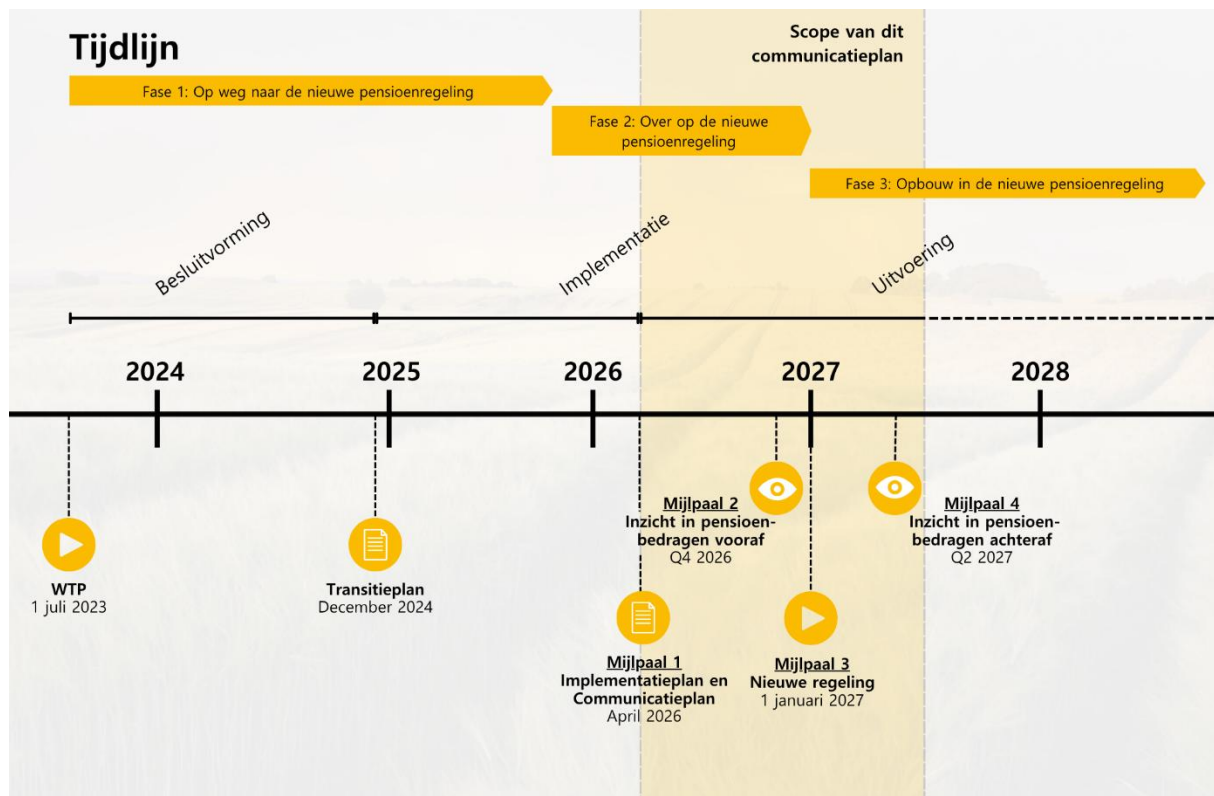 Tijdlijn
Scope van dit
communicatieplan
Fase 1: Op weg naar de nieuwe pensioenregeling
Fase 2: Over op de nieuwe
pensioenregeling
Fase 3: Opbouw in de nieuwe pensioenregeling
Besluitvorming
Implementatie
Uitvoering
2024
2025
2026
2027
2028
WTP
1 juli 2023
Transitieplan
December 2024
Mijlpaal 1
Implementatieplan en
Communicatieplan
April 2026
Mijlpaal 2
Inzicht in pensioen-
bedragen vooraf
Q4 2026
Mijlpaal 3
Nieuwe regeling
1 januari 2027
Mijlpaal 4
Inzicht in pensioen-
bedragen achteraf
Q2 2027